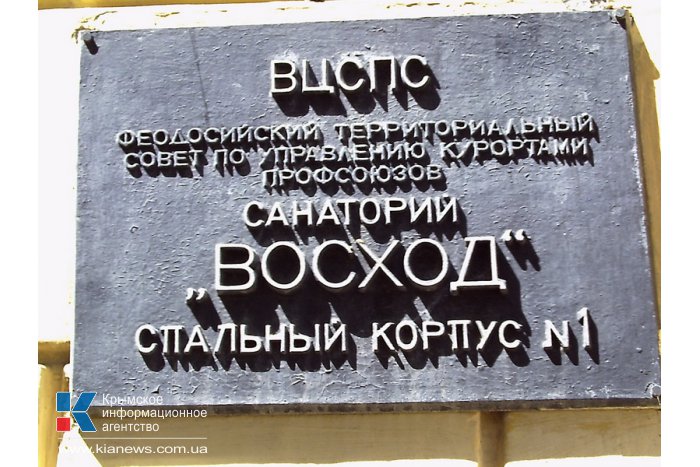 ВЦСПС
ФЕОДОСИЙСКИЙ ТЕРРИТОРИАЛЬНЫЙ
СОВЕТ ПО УПРАВЛЕНИЮ КУРОРТАМИ
ПРОФСОЮЗОВ
САНАТОРИЙ
„ВОСХОД“
СПАЛЬНЫЙ КОРПУС N1
Крымское
информационное
агентство
www.kianews.com.ua